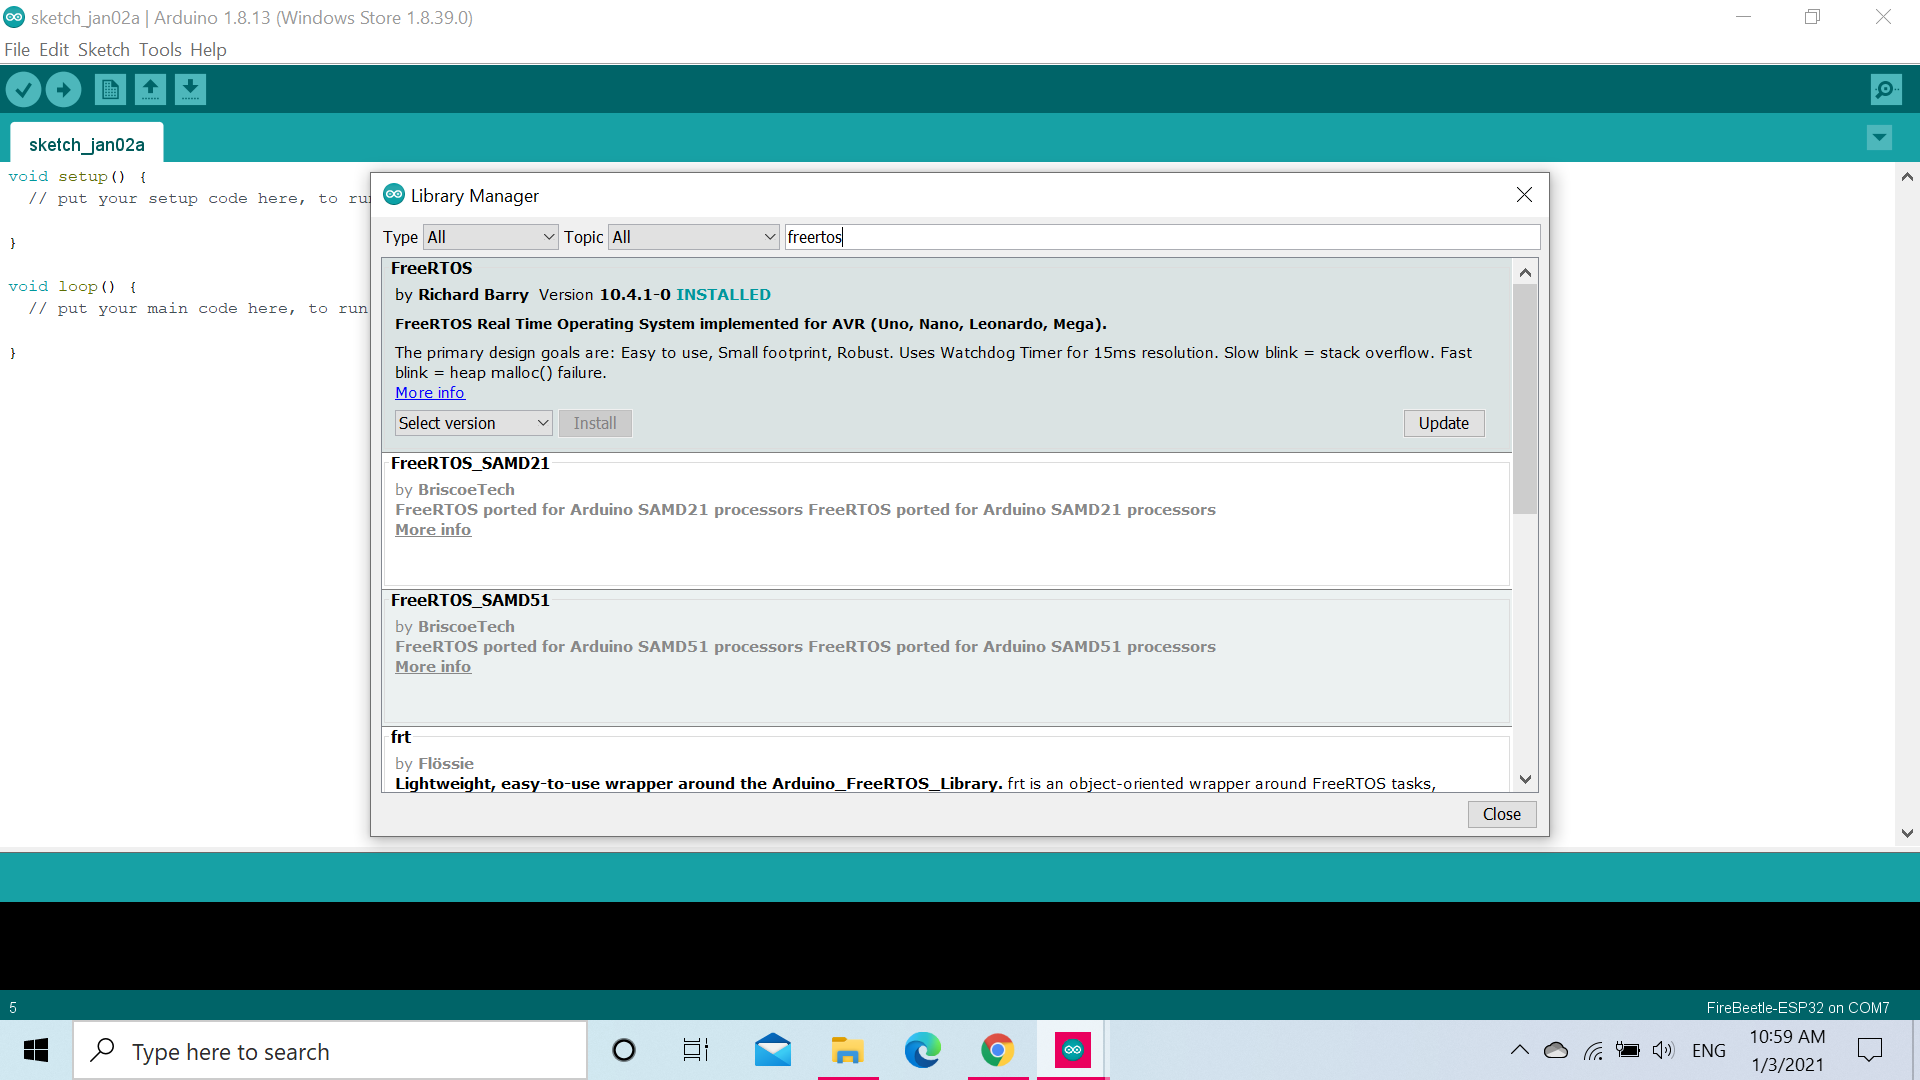 sketch_jan02a | Arduino 1.8.13 (Windows Store 1.8.39.0)
File Edit Sketch Tools Help
sketch_jan02a
void setup() {
// put your setup code here, to ru
}
void loop() {
// put your main code here, to run
}
Library Manager
Type All Topic All freertos
FreeRTOS
by Richard Barry Version 10.4.1-0 INSTALLED
FreeRTOS Real Time Operating System implemented for AVR (Uno, Nano, Leonardo, Mega).
The primary design goals are: Easy to use, Small footprint, Robust. Uses Watchdog Timer for 15ms resolution. Slow blink = stack overflow. Fast
blink = heap malloc() failure.
More info
Select version Install Update
FreeRTOS_SAMD21
by BriscoeTech
FreeRTOS ported for Arduino SAMD21 processors FreeRTOS ported for Arduino SAMD21 processors
More info
FreeRTOS_SAMD51
by BriscoeTech
FreeRTOS ported for Arduino SAMD51 processors FreeRTOS ported for Arduino SAMD51 processors
More info
frt
by Flössie
Lightweight, easy-to-use wrapper around the Arduino_FreeRTOS_Library. frt is an object-oriented wrapper around FreeRTOS tasks,
Close
5
FireBeetle-ESP32 on COM7
Type here to search
ENG
10:59 AM
1/3/2021